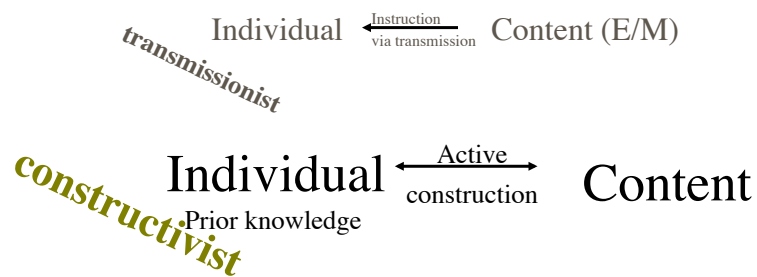 Individual
Instruction
via transmission
Content (E/M)
transmissionist
Individual
Active
construction
Content
Prior knowledge
constructivist